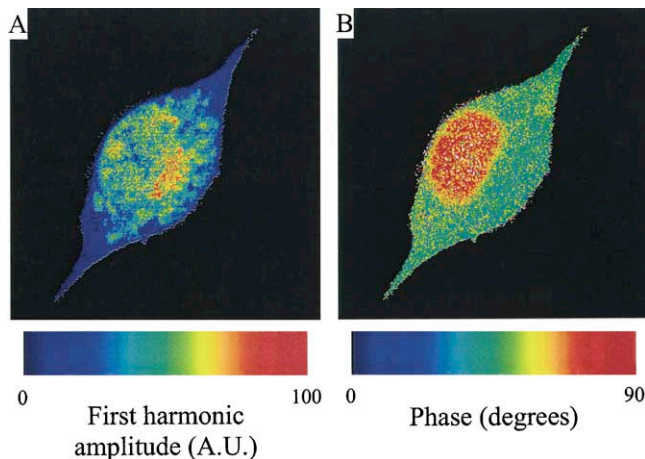 A
B
0 100
First harmonic
amplitude (A.U.)
0 90
Phase (degrees)